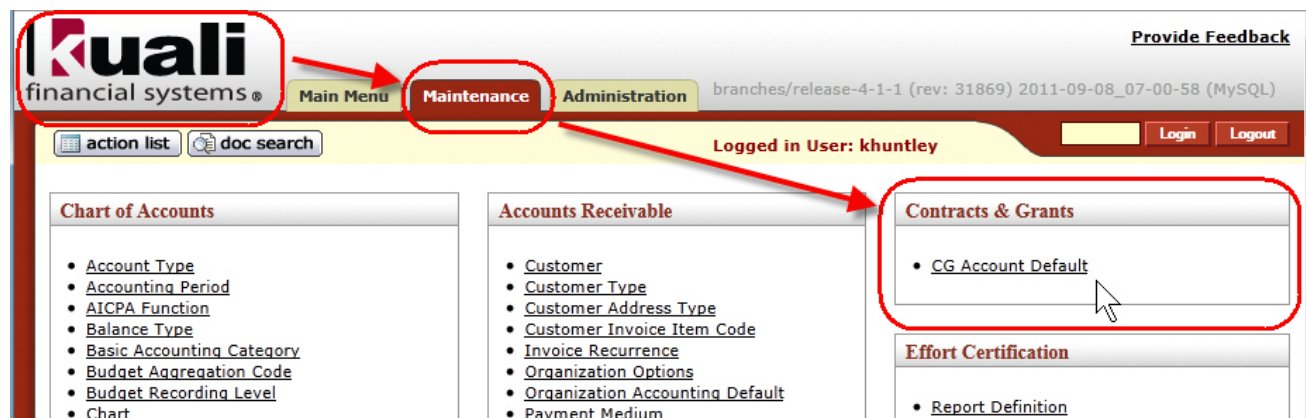 kuali
financial systems®
Provide Feedback
Main Menu
Maintenance
Administration
branches/release-4-1-1 (rev: 31869) 2011-09-08_07-00-58 (MySQL)
action list
doc search
Logged in User: khuntley
Login
Logout
Chart of Accounts
Account Type
Accounting Period
AICPA Function
Balance Type
Basic Accounting Category
Budget Aggregation Code
Budget Recording Level
Chart
Accounts Receivable
Customer
Customer Type
Customer Address Type
Customer Invoice Item Code
Invoice Recurrence
Organization Options
Organization Accounting Default
Payment Medium
Contracts & Grants
CG Account Default
Effort Certification
Report Definition